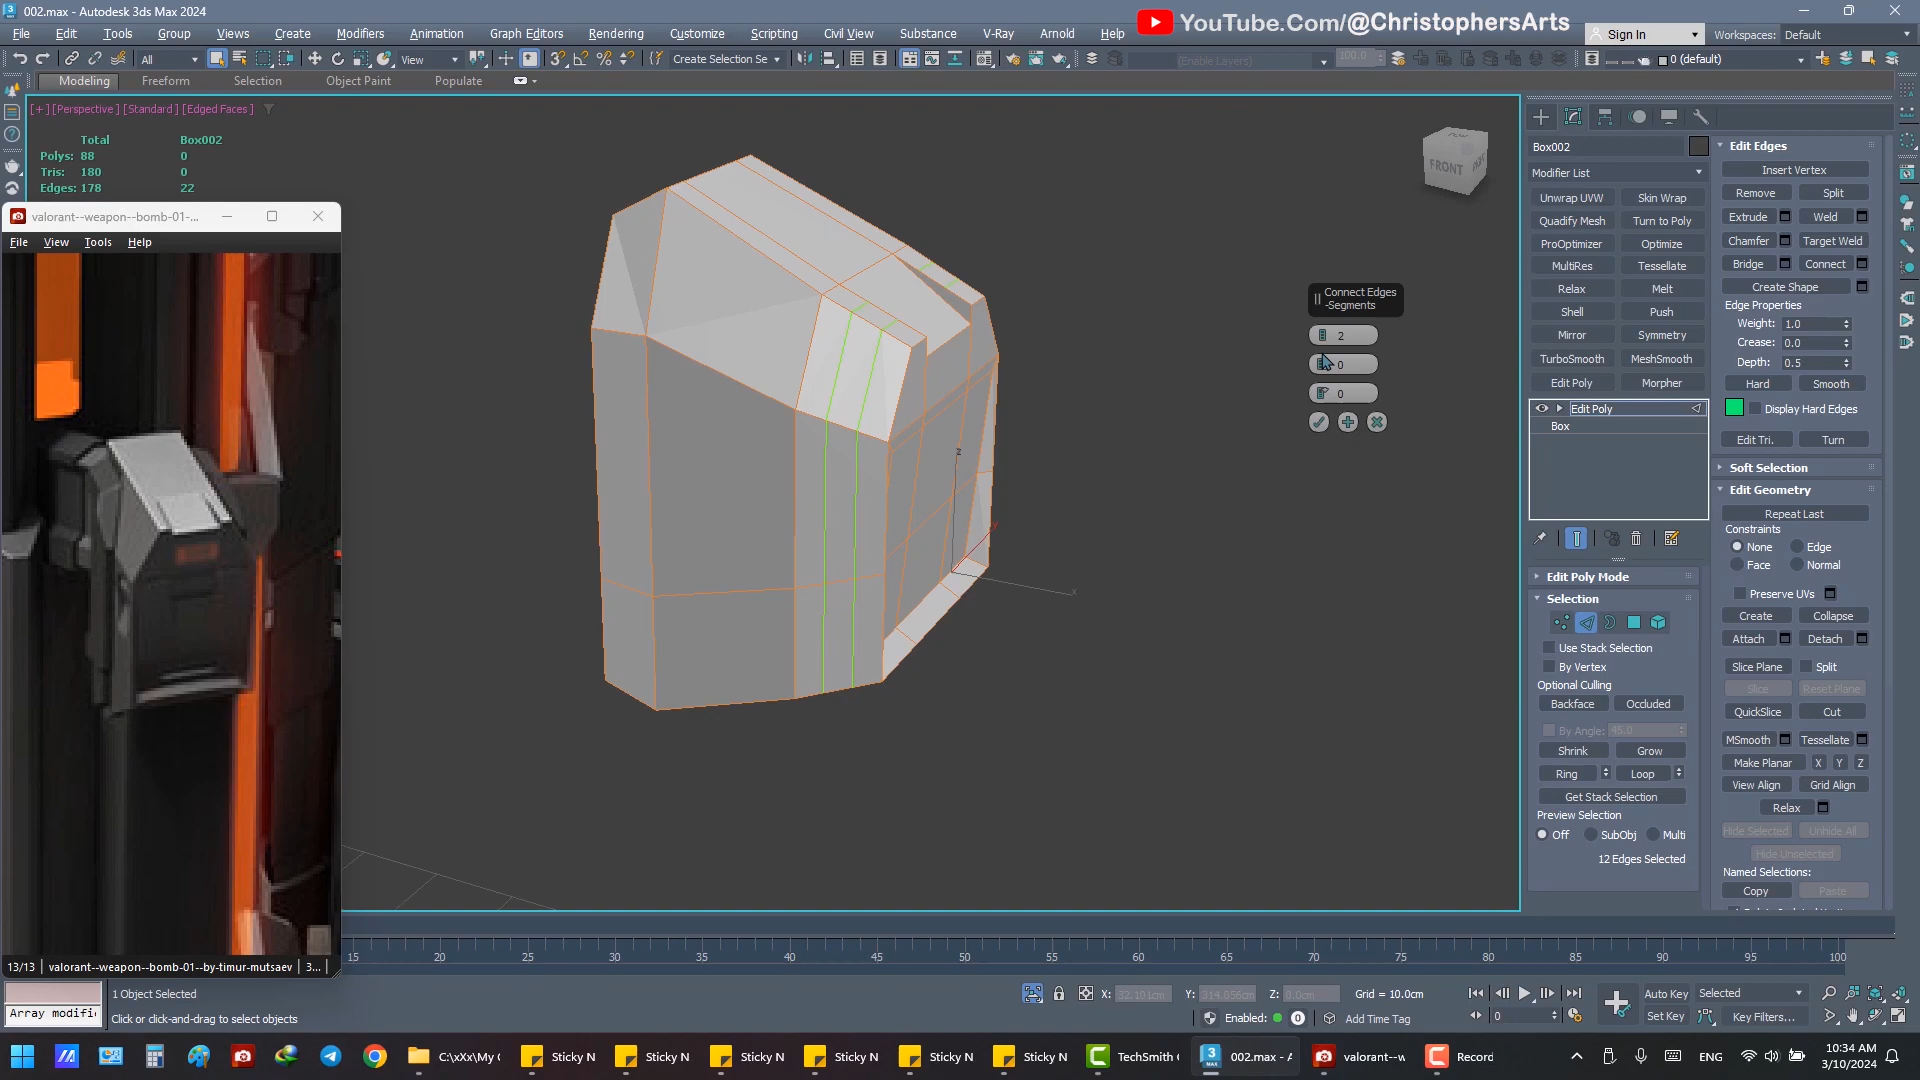 002.max - Autodesk 3ds Max 2024
YouTube.Com/@ChristophersArts
File Edit Tools Group Views Create Modifiers Animation Graph Editors Rendering Customize Scripting Civil View Substance V-Ray Arnold Help
Sign In
Workspaces: Default
All
View
Create Selection Se
(Enable Layers)
100.0
0 (default)
Modeling Freeform Selection Object Paint Populate
[+] [Perspective] [Standard] [Edged Faces]
Total Box002
Polys: 88 0
Tris: 180 0
Edges: 178 22
valorant--weapon--bomb-01-...
File View Tools Help
13/13 valorant--weapon--bomb-01--by-timur-mutsaev 3...
FRONT
z
x
Connect Edges
-Segments
2
0
0
Box002
Modifier List
Unwrap UVW Skin Wrap
Quadify Mesh Turn to Poly
ProOptimizer Optimize
MultiRes Tessellate
Relax Melt
Shell Push
Mirror Symmetry
TurboSmooth MeshSmooth
Edit Poly Morpher
Edit Poly
Box
Edit Poly Mode
Selection
Use Stack Selection
By Vertex
Optional Culling
Backface Occluded
By Angle: 45.0
Shrink Grow
Ring Loop
Get Stack Selection
Preview Selection
Off SubObj Multi
12 Edges Selected
Edit Edges
Insert Vertex
Remove Split
Extrude Weld
Chamfer Target Weld
Bridge Connect
Create Shape
Edge Properties
Weight: 1.0
Crease: 0.0
Depth: 0.5
Hard Smooth
Display Hard Edges
Edit Tri. Turn
Soft Selection
Edit Geometry
Repeat Last
Constraints
None Edge
Face Normal
Preserve UVs
Create Collapse
Attach Detach
Slice Plane Split
Slice Reset Plane
QuickSlice Cut
MSmooth Tessellate
Make Planar X Y Z
View Align Grid Align
Relax
Hide Selected Unhide All
Hide Unselected
Named Selections:
Copy Paste
15 20 25 30 35 40 45 50 55 60 65 70 75 80 85 90 95 100
1 Object Selected
Click or click-and-drag to select objects
Array modifi
X: 32.101cm Y: 314.056cm Z: 0.0cm
Grid = 10.0cm
Enabled: 0
Add Time Tag
0
Auto Key Selected
Set Key Key Filters...
C:\xXx\My C
Sticky N
Sticky N
Sticky N
Sticky N
Sticky N
Sticky N
TechSmith
002.max - A
valorant--w
Record
ENG
10:34 AM
3/10/2024